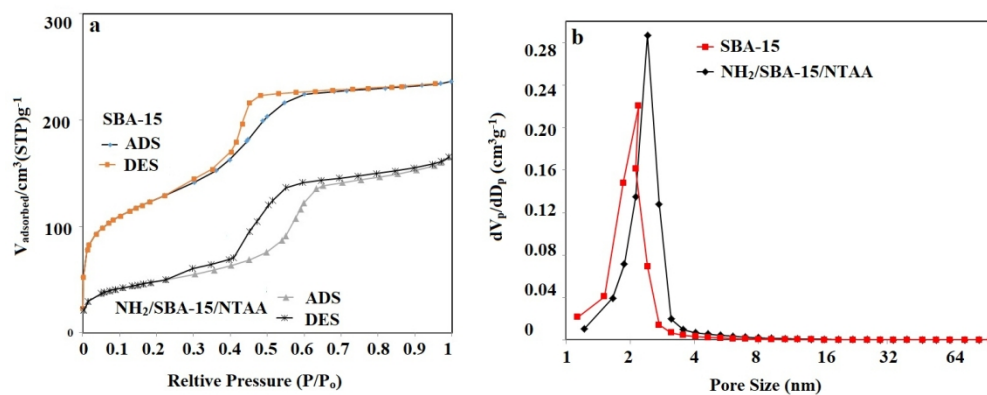 a
V_adsorbed/cm³(STP)g⁻¹
300
200
100
0
SBA-15
ADS
DES
NH₂/SBA-15/NTAA
ADS
DES
0 0.1 0.2 0.3 0.4 0.5 0.6 0.7 0.8 0.9 1
Reltive Pressure (P/Pₒ)
b
dVₚ/dDₚ (cm³g⁻¹)
0.28
0.24
0.20
0.16
0.12
0.08
0.04
0
SBA-15
NH₂/SBA-15/NTAA
1 2 4 8 16 32 64
Pore Size (nm)